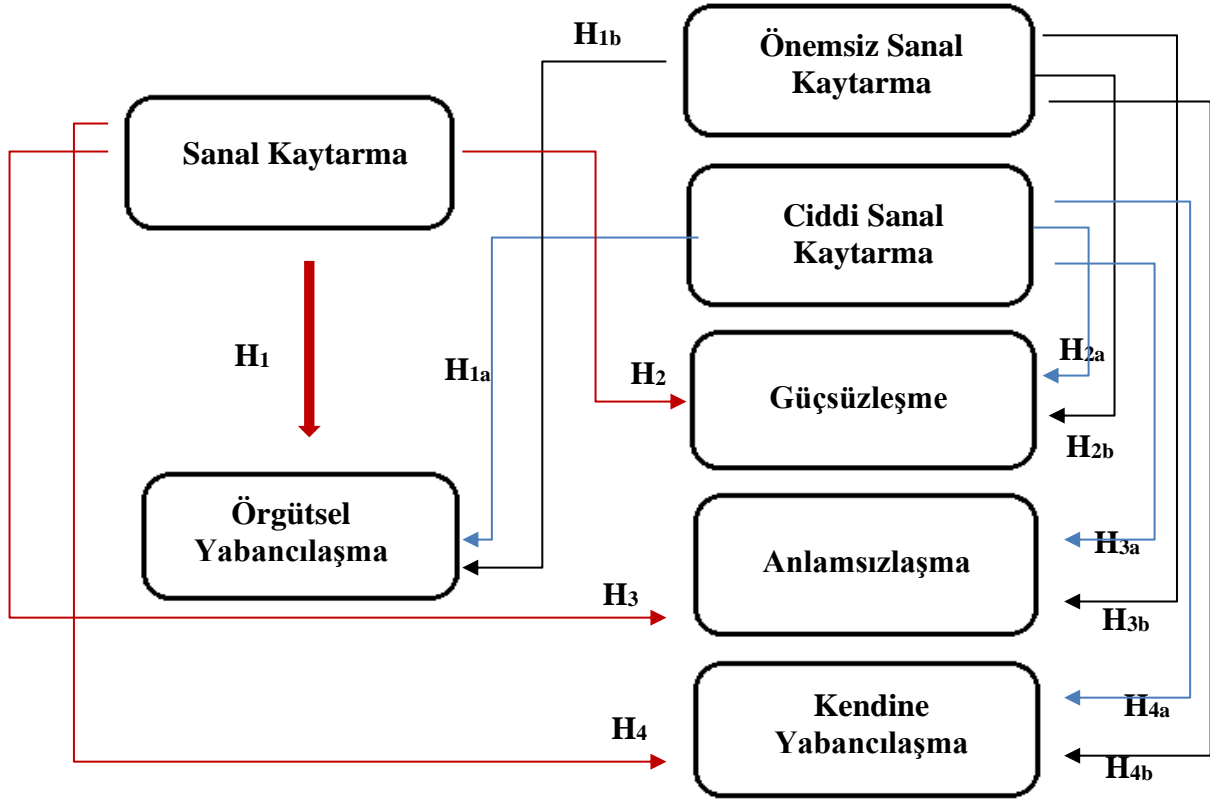 H1b
Önemsiz Sanal
Kaytarma
Sanal Kaytarma
Ciddi Sanal
Kaytarma
H1
H1a
H2
H2a
Güçsüzleşme
H2b
Örgütsel
Yabancılaşma
H3
Anlamsızlaşma
H3a
H3b
H4
Kendine
Yabancılaşma
H4a
H4b